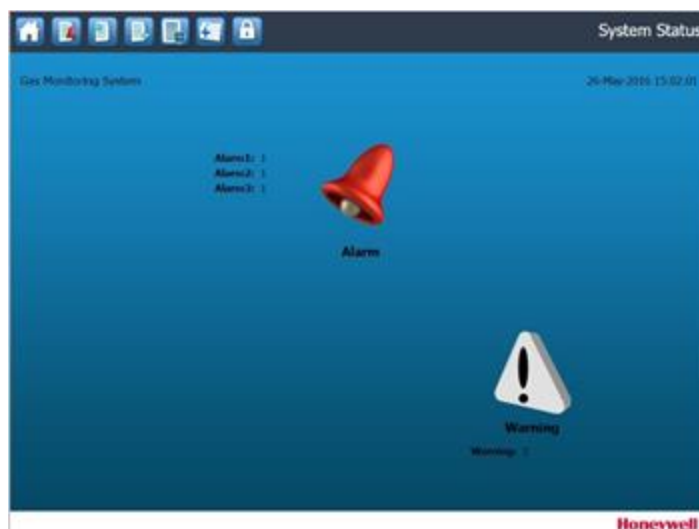 System Status
Gas Monitoring System
26-May-2016 15:02:01
Alarm1: 1
Alarm2: 1
Alarm3: 1
Alarm
Warning
Warning:
Honeywell